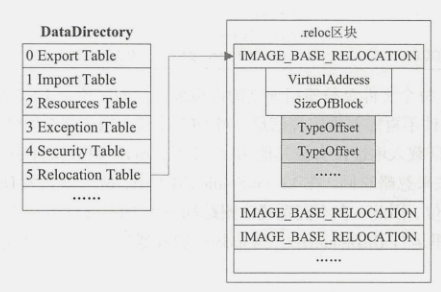 DataDirectory
0 Export Table
1 Import Table
2 Resources Table
3 Exception Table
4 Security Table
5 Relocation Table
……
.reloc区块
IMAGE_BASE_RELOCATION
VirtualAddress
SizeOfBlock
TypeOffset
TypeOffset
……
IMAGE_BASE_RELOCATION
IMAGE_BASE_RELOCATION
……